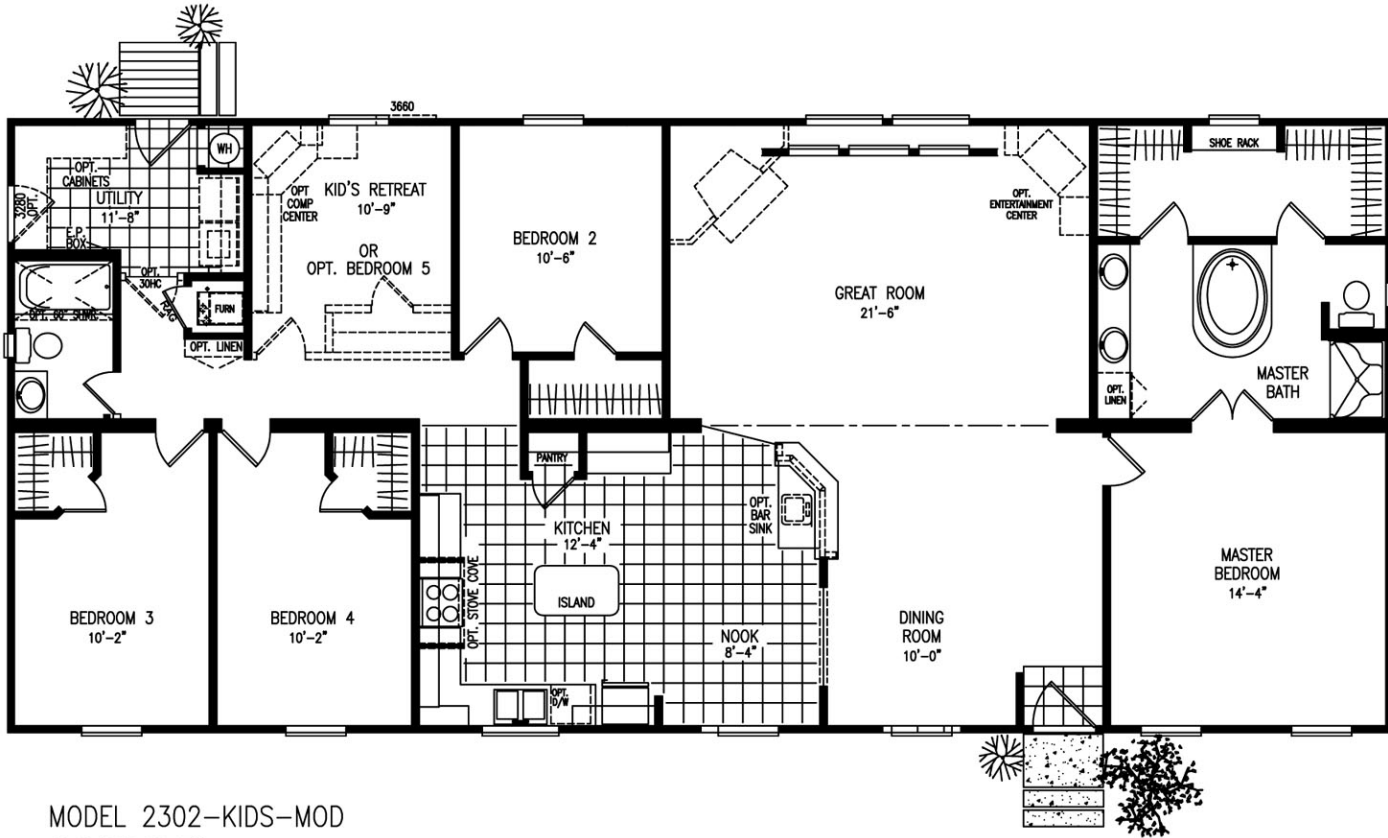 3660
WH
SHOE RACK
OPT.
CABINETS
UTILITY
11'-8"
3280
OPT.
E.P.
BOX
OPT
COMP
CENTER
KID'S RETREAT
10'-9"
OR
OPT. BEDROOM 5
BEDROOM 2
10'-6"
OPT.
ENTERTAINMENT
CENTER
GREAT ROOM
21'-6"
OPT.
30HC
RAG
FURN
OPT. 60" SHWR
OPT. LINEN
MASTER
BATH
OPT.
LINEN
PANTRY
KITCHEN
12'-4"
OPT.
BAR
SINK
OPT. STOVE COVE
ISLAND
NOOK
8'-4"
OPT.
D/W
BEDROOM 3
10'-2"
BEDROOM 4
10'-2"
DINING
ROOM
10'-0"
MASTER
BEDROOM
14'-4"
MODEL 2302-KIDS-MOD